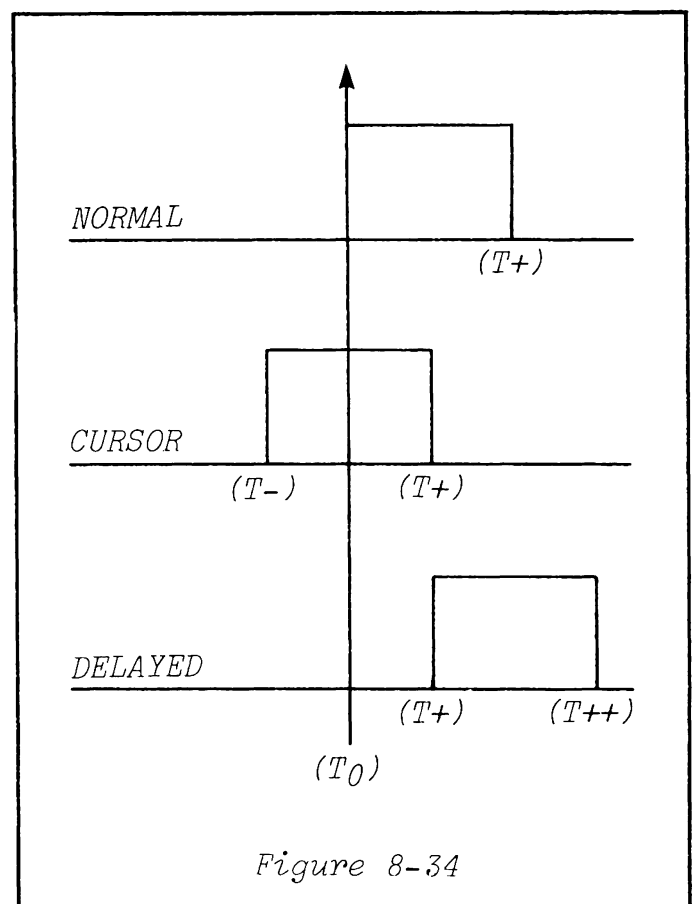 NORMAL
(T+)
CURSOR
(T-) (T+)
DELAYED
(T+) (T++)
(T0)
Figure 8-34